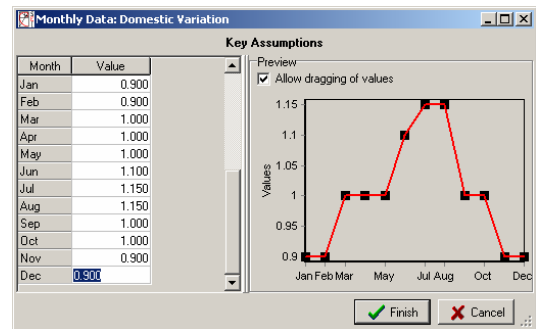 Monthly Data: Domestic Variation
Key Assumptions
Month Value
Jan 0.900
Feb 0.900
Mar 1.000
Apr 1.000
May 1.000
Jun 1.100
Jul 1.150
Aug 1.150
Sep 1.000
Oct 1.000
Nov 0.900
Dec 0.900
Preview
Allow dragging of values
Values
1.15
1.1
1.05
1
0.95
0.9
Jan Feb Mar May Jul Aug Oct Dec
Finish Cancel